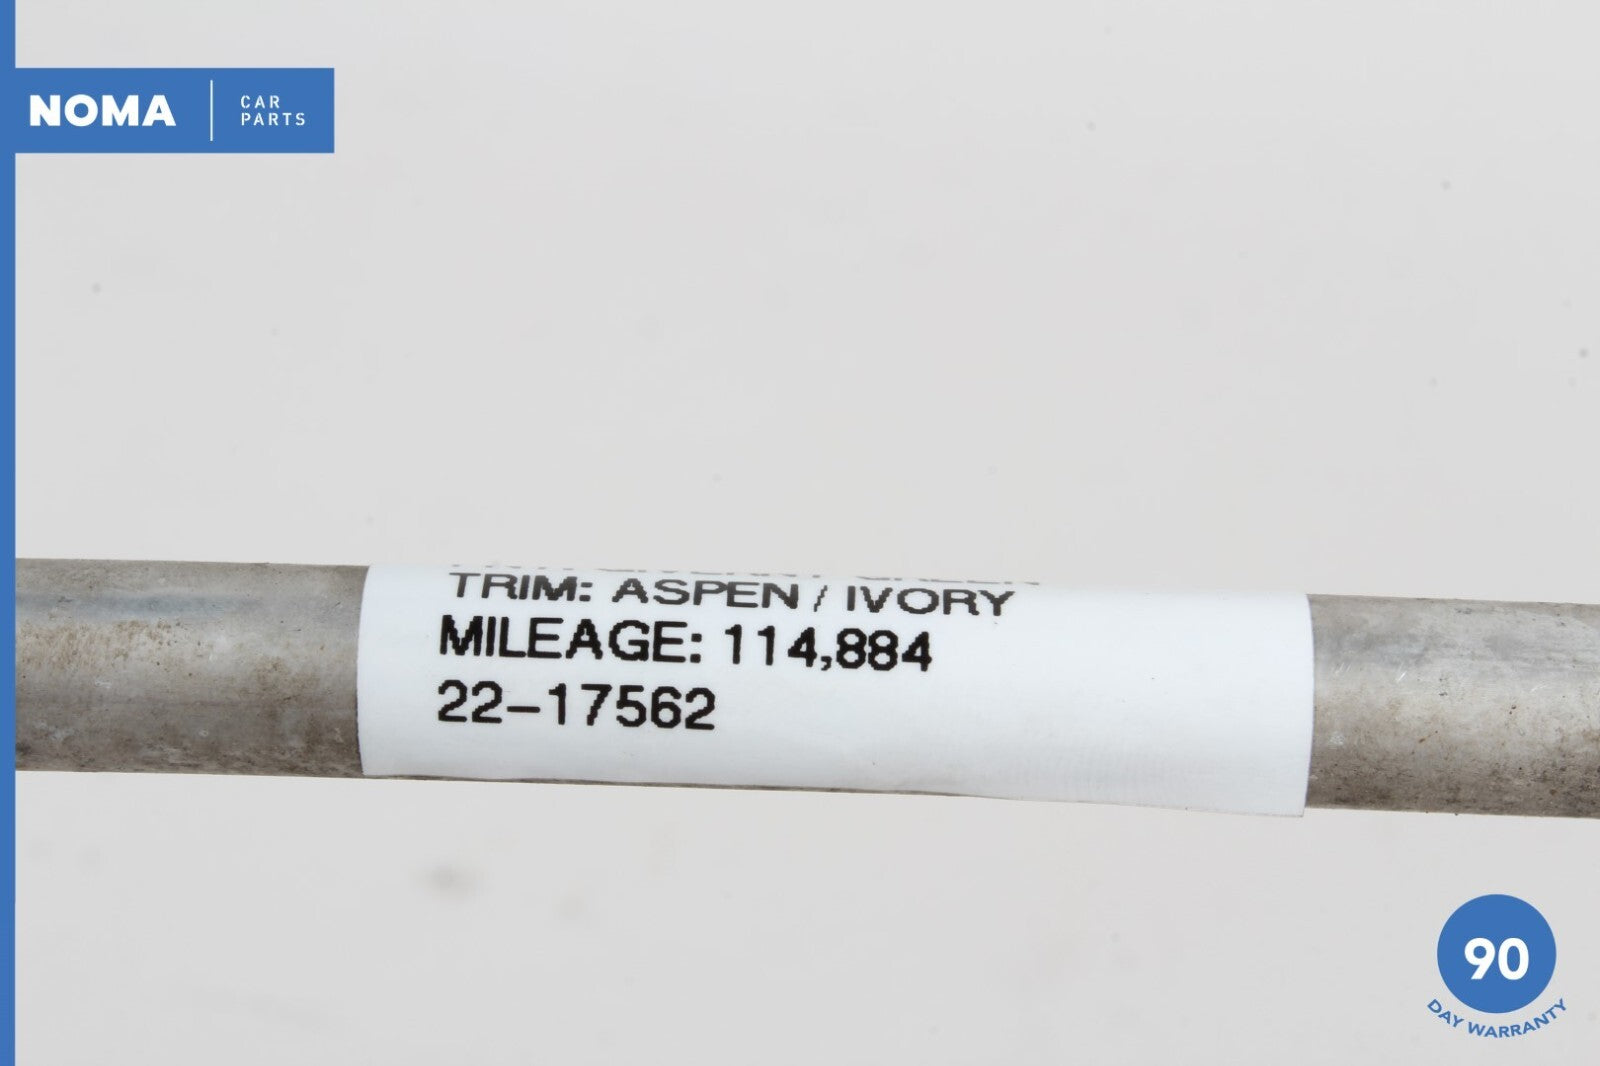 NOMA
CAR
PARTS
TRIM: ASPEN / IVORY
MILEAGE: 114,884
22-17562
90
DAY WARRANTY